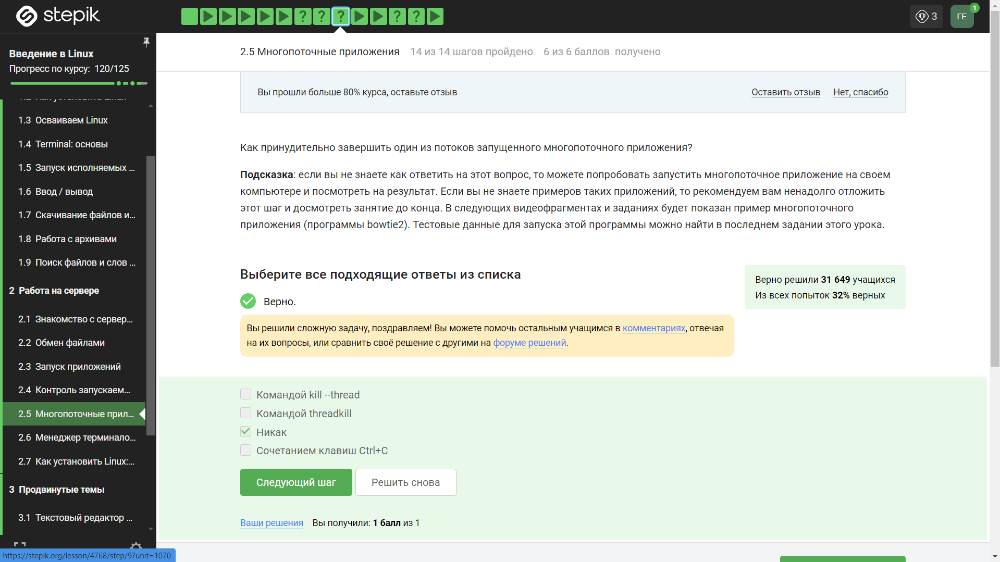 stepik
? ? ? ? ?
3
ГЕ
1
Введение в Linux
Прогресс по курсу: 120/125
1.3 Осваиваем Linux
1.4 Terminal: основы
1.5 Запуск исполняемых ...
1.6 Ввод / вывод
1.7 Скачивание файлов и...
1.8 Работа с архивами
1.9 Поиск файлов и слов ...
2 Работа на сервере
2.1 Знакомство с сервер...
2.2 Обмен файлами
2.3 Запуск приложений
2.4 Контроль запускаем...
2.5 Многопоточные прил...
2.6 Менеджер терминало...
2.7 Как установить Linux:...
3 Продвинутые темы
3.1 Текстовый редактор ...
https://stepik.org/lesson/4768/step/9?unit=1070
2.5 Многопоточные приложения 14 из 14 шагов пройдено 6 из 6 баллов получено
Вы прошли больше 80% курса, оставьте отзыв
Оставить отзыв Нет, спасибо
Как принудительно завершить один из потоков запущенного многопоточного приложения?
Подсказка: если вы не знаете как ответить на этот вопрос, то можете попробовать запустить многопоточное приложение на своем
компьютере и посмотреть на результат. Если вы не знаете примеров таких приложений, то рекомендуем вам ненадолго отложить
этот шаг и досмотреть занятие до конца. В следующих видеофрагментах и заданиях будет показан пример многопоточного
приложения (программы bowtie2). Тестовые данные для запуска этой программы можно найти в последнем задании этого урока.
Выберите все подходящие ответы из списка
Верно решили 31 649 учащихся
Из всех попыток 32% верных
Верно.
Вы решили сложную задачу, поздравляем! Вы можете помочь остальным учащимся в комментариях, отвечая
на их вопросы, или сравнить своё решение с другими на форуме решений.
Командой kill --thread
Командой threadkill
Никак
Сочетанием клавиш Ctrl+C
Следующий шаг
Решить снова
Ваши решения Вы получили: 1 балл из 1